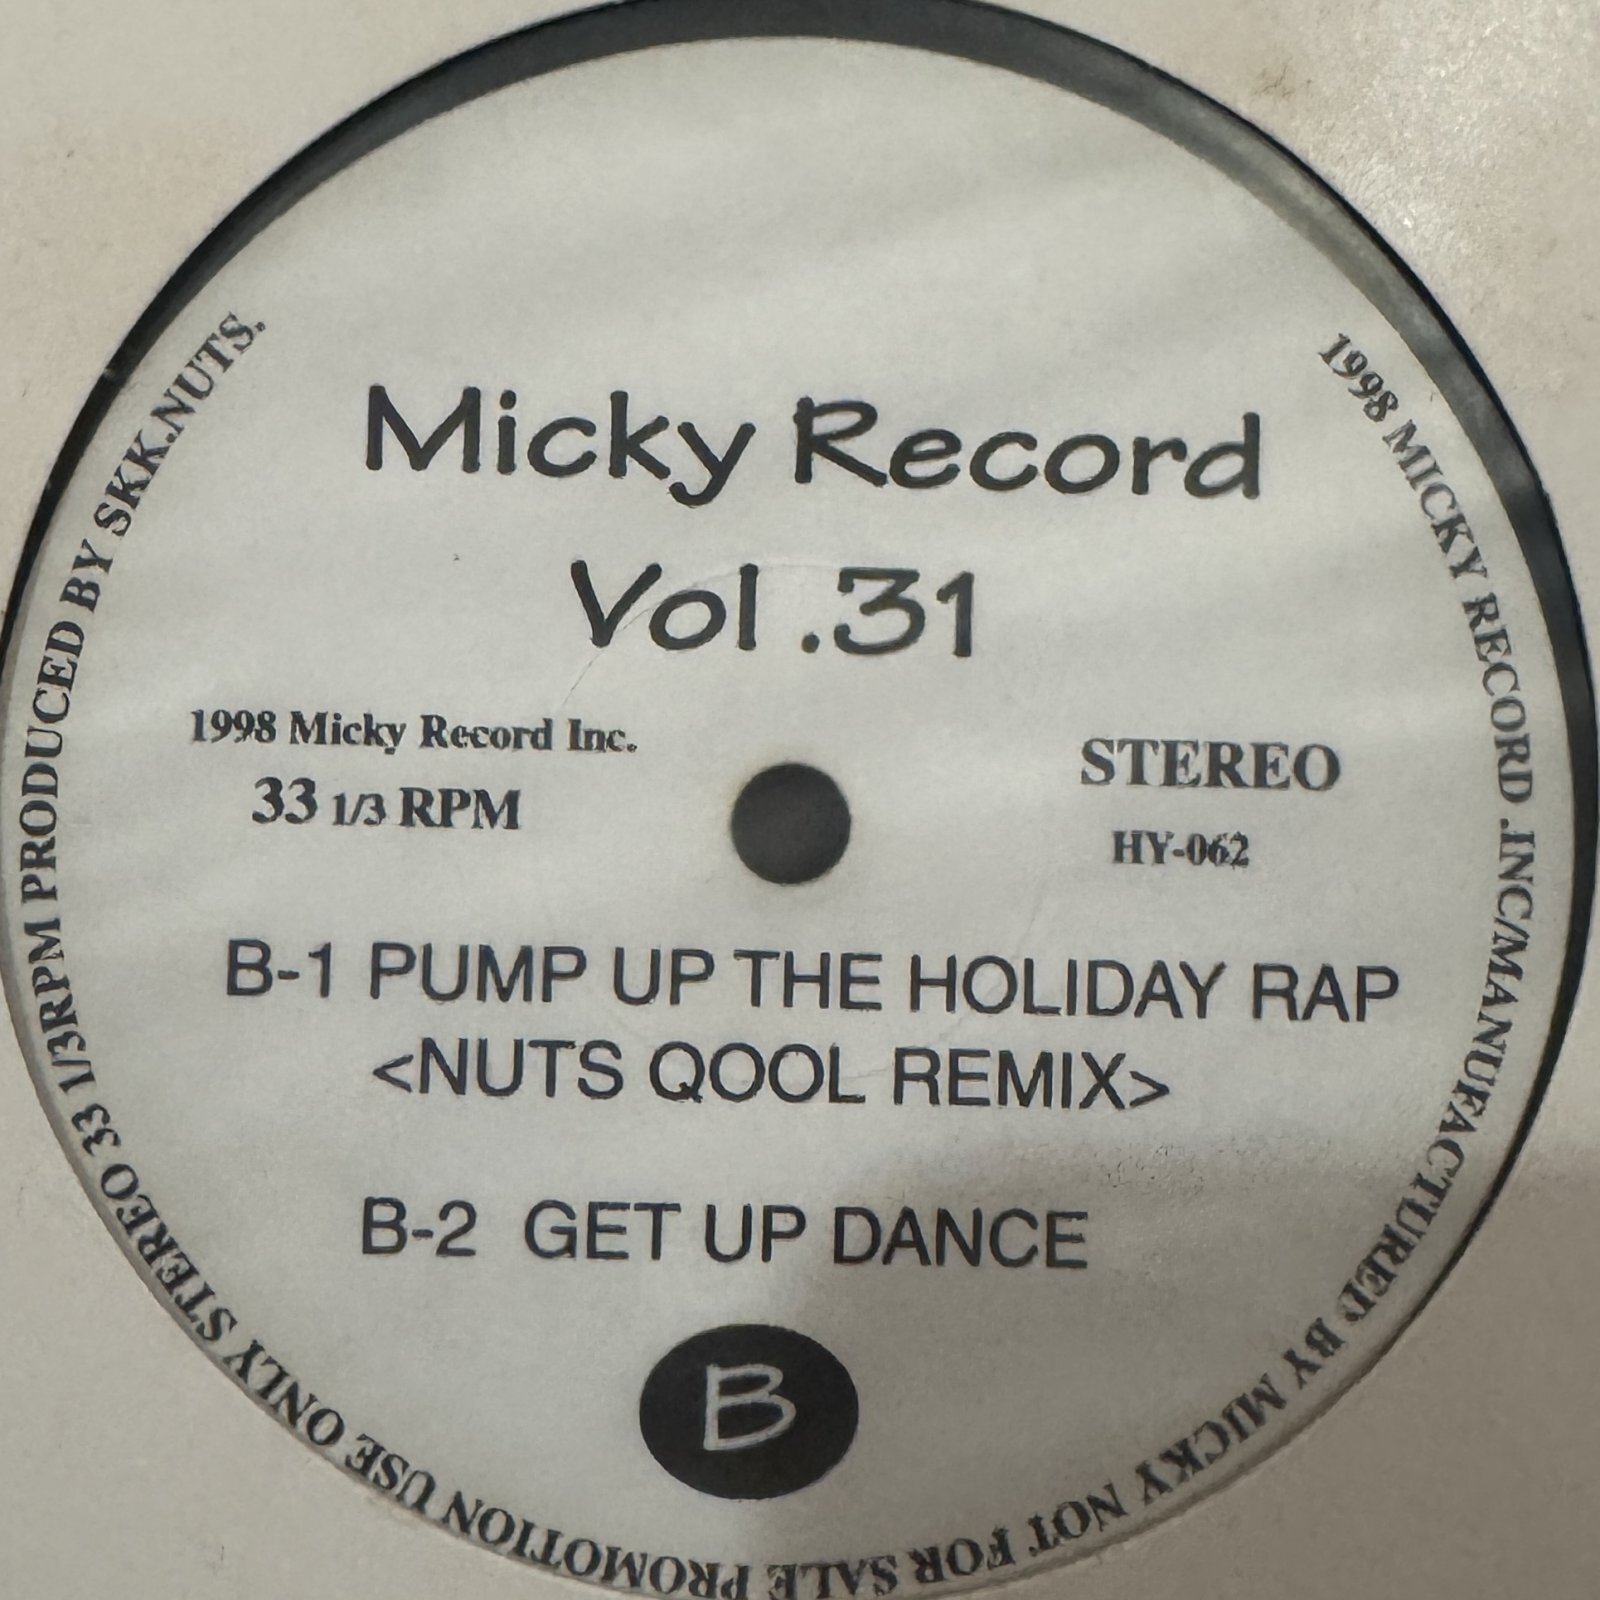 Micky Record
Vol .31
1998 Micky Record Inc.
33 1/3 RPM
STEREO
HY-062
B-1 PUMP UP THE HOLIDAY RAP
<NUTS QOOL REMIX>
B-2 GET UP DANCE
B
1998 MICKY RECORD .INC/MANUFACTURED BY MICKY NOT FOR SALE PROMOTION USE ONLY STEREO 33 1/3RPM PRODUCED BY SKK.NUTS.